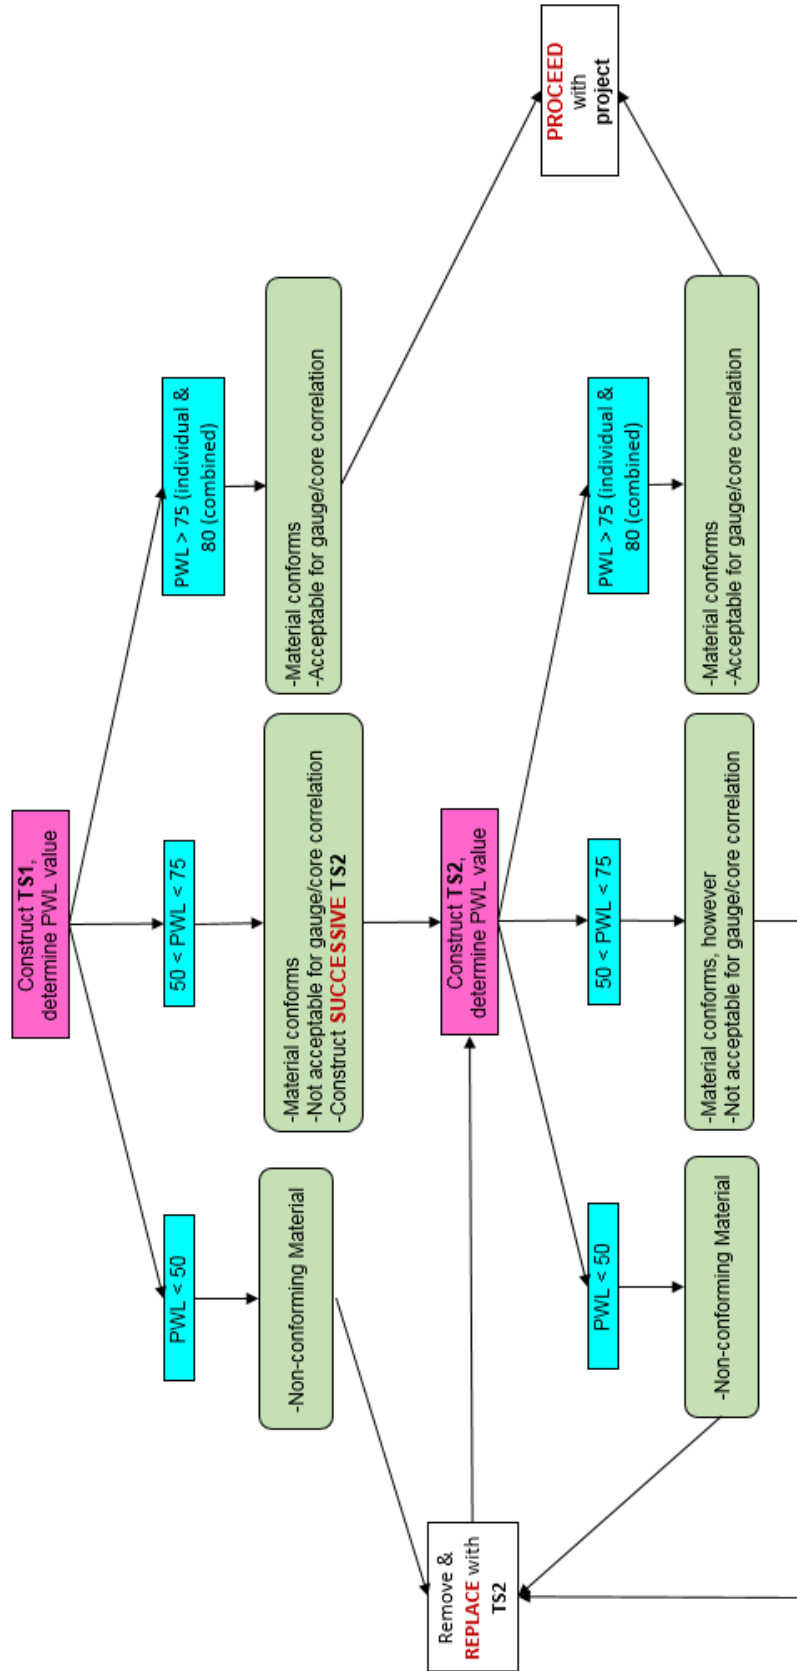 Construct TS1,
determine PWL value
PWL < 50
50 < PWL < 75
PWL > 75 (individual &
80 (combined)
-Non-conforming Material
-Material conforms
-Not acceptable for gauge/core correlation
-Construct SUCCESSIVE TS2
-Material conforms
-Acceptable for gauge/core correlation
Remove &
REPLACE with
TS2
Construct TS2,
determine PWL value
PROCEED
with
project
PWL < 50
50 < PWL < 75
PWL > 75 (individual &
80 (combined)
-Non-conforming Material
-Material conforms, however
-Not acceptable for gauge/core correlation
-Material conforms
-Acceptable for gauge/core correlation